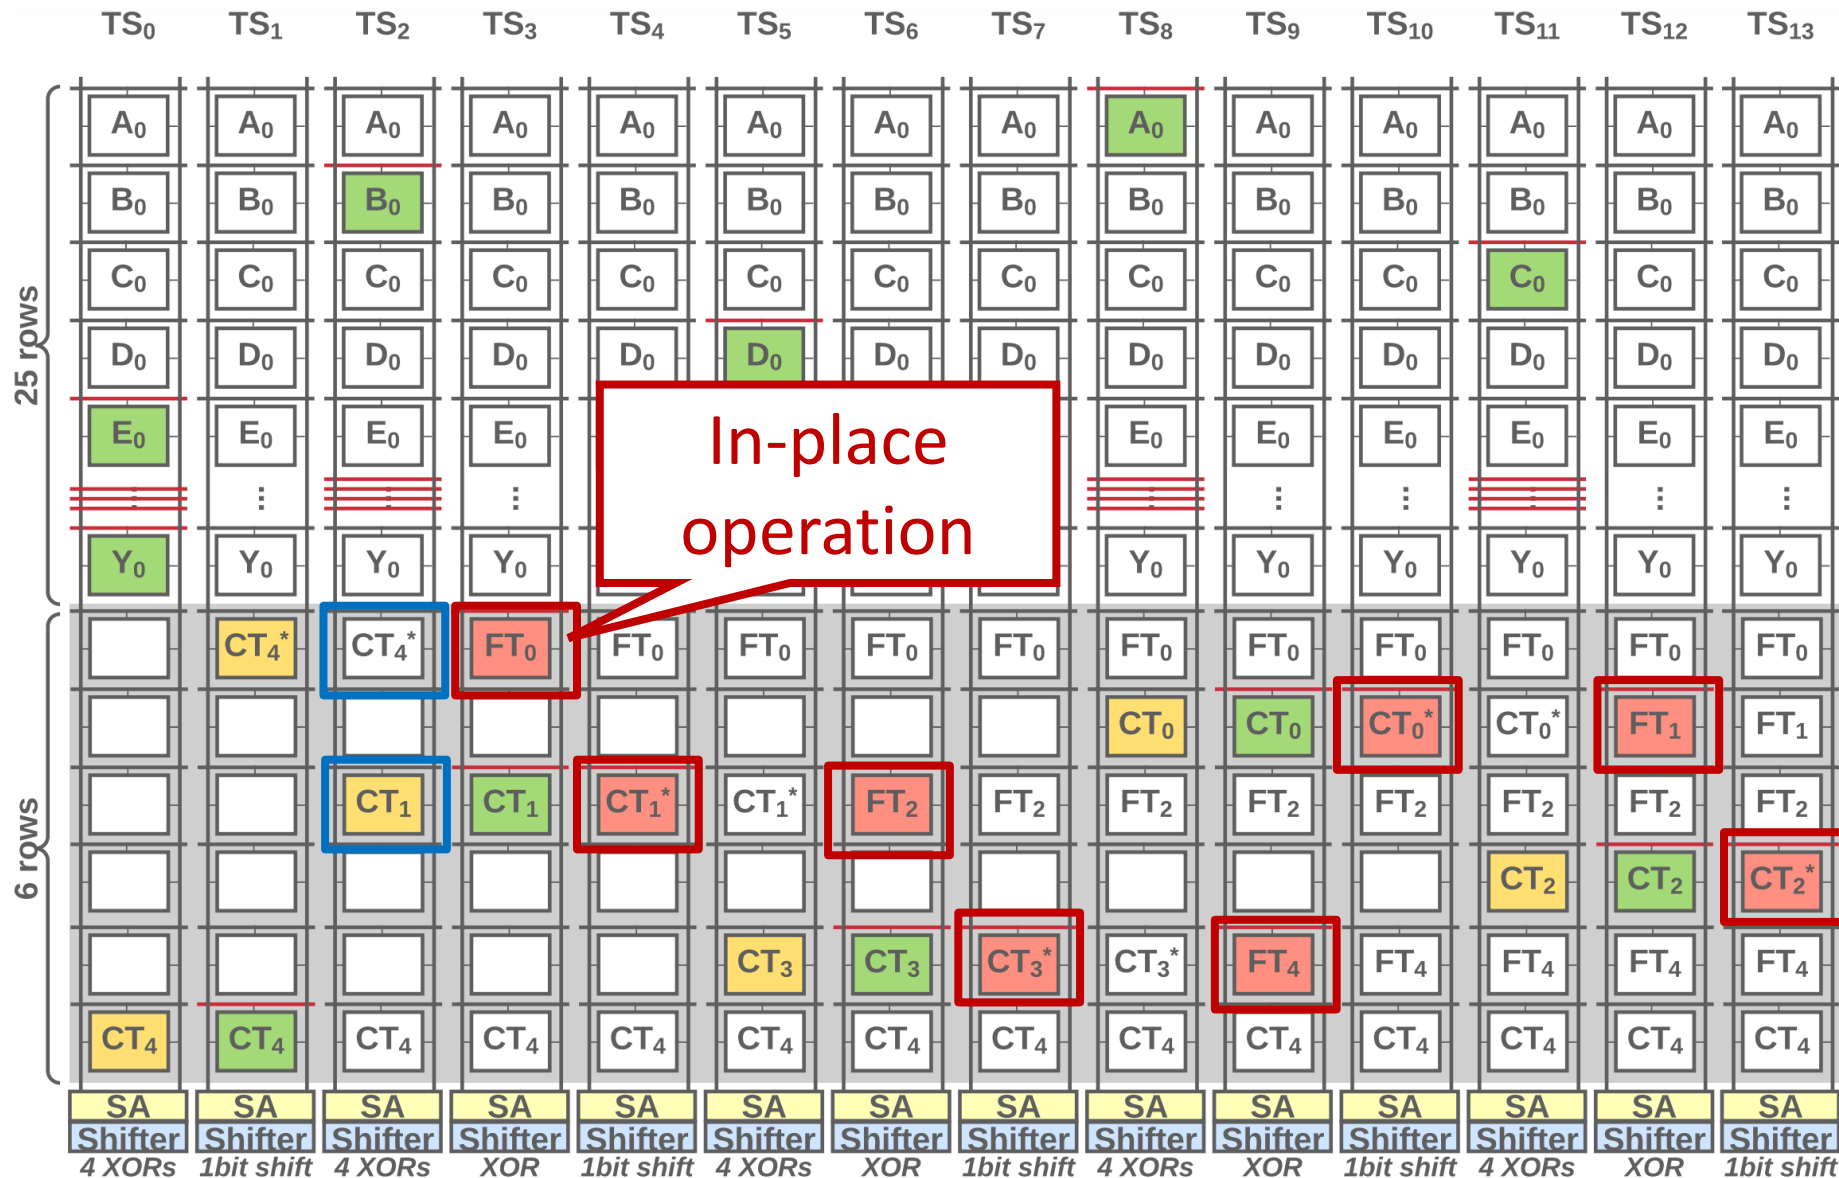 TS₀ TS₁ TS₂ TS₃ TS₄ TS₅ TS₆ TS₇ TS₈ TS₉ TS₁₀ TS₁₁ TS₁₂ TS₁₃
A₀ A₀ A₀ A₀ A₀ A₀ A₀ A₀ A₀ A₀ A₀ A₀ A₀ A₀
B₀ B₀ B₀ B₀ B₀ B₀ B₀ B₀ B₀ B₀ B₀ B₀ B₀ B₀
C₀ C₀ C₀ C₀ C₀ C₀ C₀ C₀ C₀ C₀ C₀ C₀ C₀ C₀
25 rows
D₀ D₀ D₀ D₀ D₀ D₀ D₀ D₀ D₀ D₀ D₀ D₀ D₀ D₀
E₀ E₀ E₀ E₀ E₀ E₀ E₀ E₀ E₀ E₀
In-place
operation
⋮ ⋮ ⋮ ⋮ ⋮ ⋮ ⋮ ⋮ ⋮ ⋮
Y₀ Y₀ Y₀ Y₀ Y₀ Y₀ Y₀ Y₀ Y₀ Y₀
CT₄* CT₄* FT₀ FT₀ FT₀ FT₀ FT₀ FT₀ FT₀ FT₀ FT₀ FT₀ FT₀
CT₀ CT₀ CT₀* CT₀* FT₁ FT₁
CT₁ CT₁ CT₁* CT₁* FT₂ FT₂ FT₂ FT₂ FT₂ FT₂ FT₂ FT₂
6 rows
CT₂ CT₂ CT₂*
CT₃ CT₃ CT₃* CT₃* FT₄ FT₄ FT₄ FT₄ FT₄
CT₄ CT₄ CT₄ CT₄ CT₄ CT₄ CT₄ CT₄ CT₄ CT₄ CT₄ CT₄ CT₄ CT₄
SA SA SA SA SA SA SA SA SA SA SA SA SA SA
Shifter Shifter Shifter Shifter Shifter Shifter Shifter Shifter Shifter Shifter Shifter Shifter Shifter Shifter
4 XORs 1bit shift 4 XORs XOR 1bit shift 4 XORs XOR 1bit shift 4 XORs XOR 1bit shift 4 XORs XOR 1bit shift